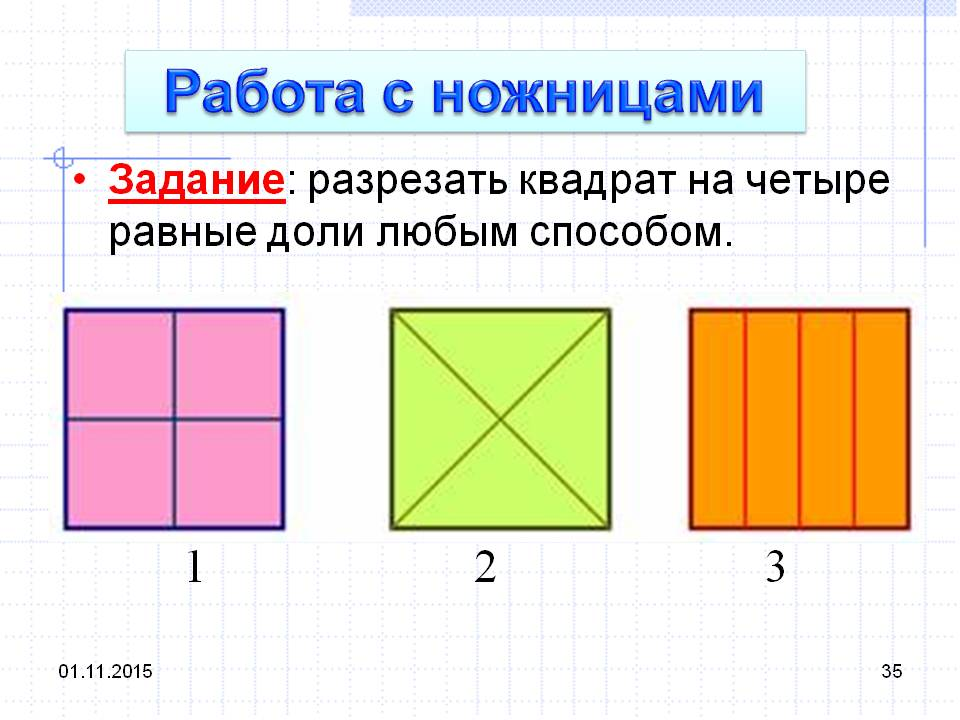 Работа с ножницами
• Задание: разрезать квадрат на четыре
равные доли любым способом.
1 2 3
01.11.2015 35